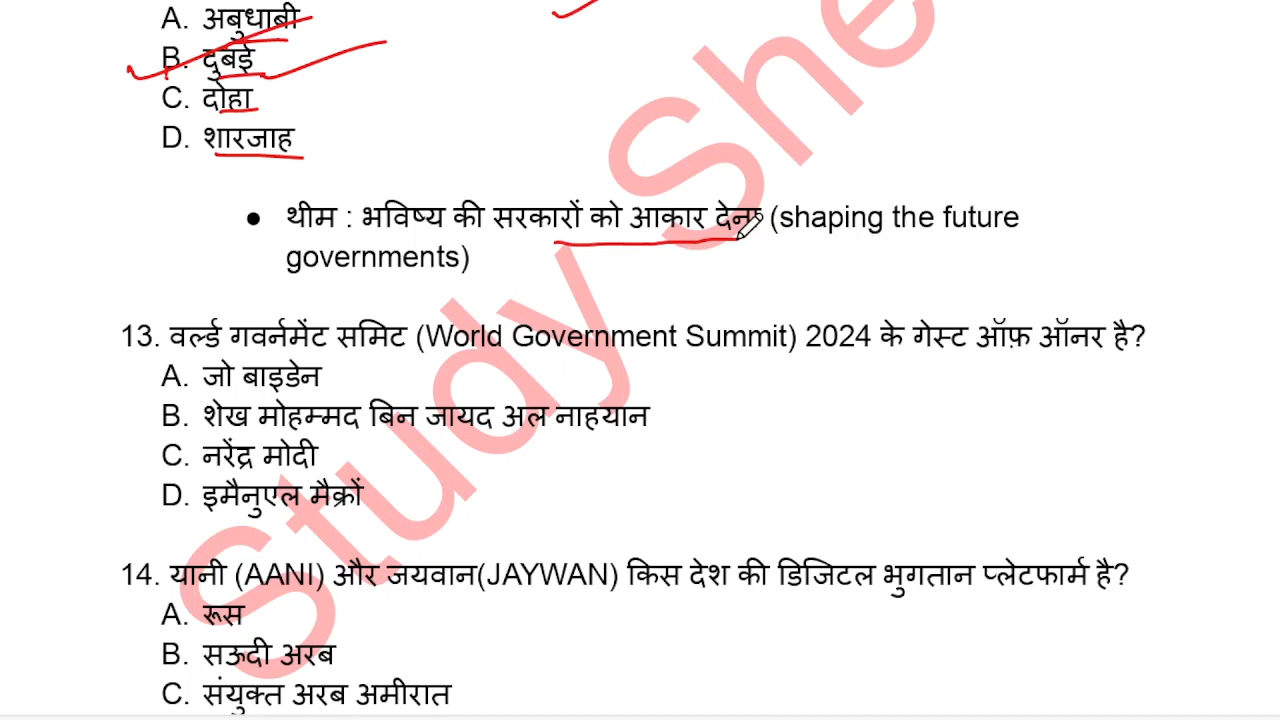 A. अबुधाबी
B. दुबई
C. दोहा
D. शारजाह
● थीम : भविष्य की सरकारों को आकार देना (shaping the future
governments)
13. वर्ल्ड गवर्नमेंट समिट (World Government Summit) 2024 के गेस्ट ऑफ़ ऑनर है?
A. जो बाइडेन
B. शेख मोहम्मद बिन जायद अल नाहयान
C. नरेंद्र मोदी
D. इमैनुएल मैक्रों
14. यानी (AANI) और जयवान(JAYWAN) किस देश की डिजिटल भुगतान प्लेटफार्म है?
A. रूस
B. सऊदी अरब
C. संयुक्त अरब अमीरात
Study She